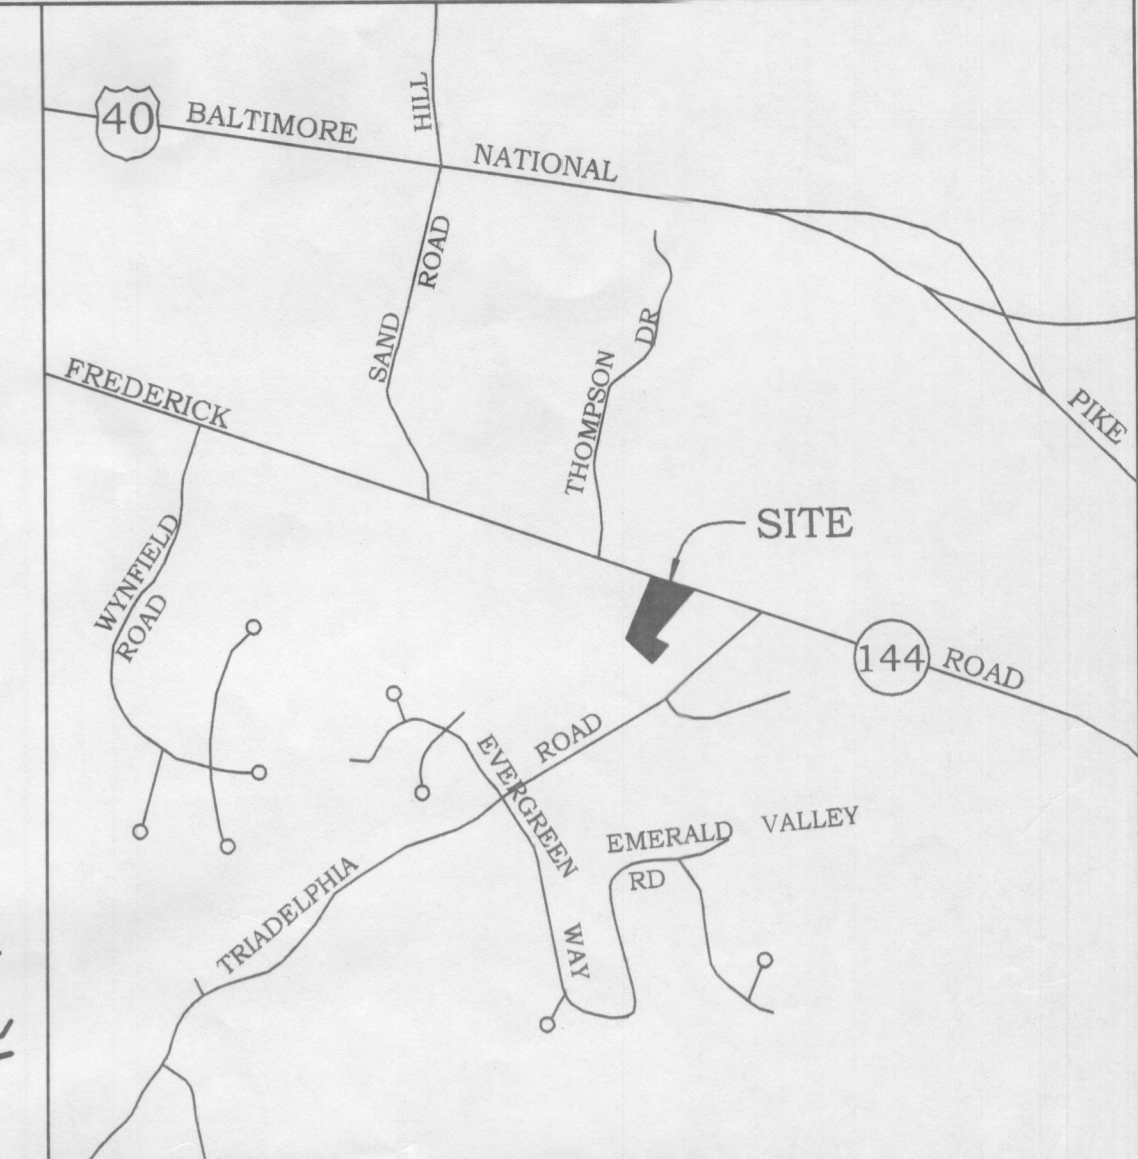 HILL
40
BALTIMORE
NATIONAL
ROAD
SAND
DR
THOMPSON
FREDERICK
PIKE
SITE
WYNFIELD
ROAD
144
ROAD
ROAD
EVERGREEN
EMERALD VALLEY
RD
TRIADELPHIA
WAY